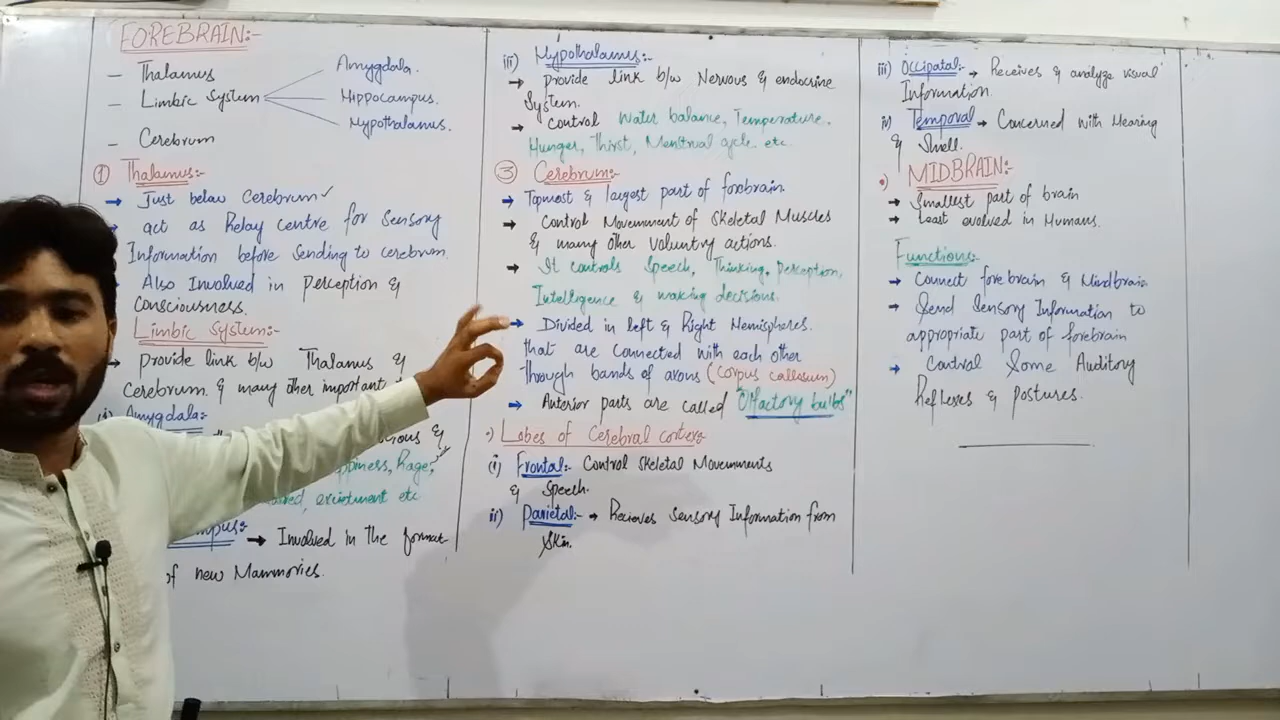 FOREBRAIN:-
- Thalamus
- Limbic System
Amygdala.
Hippocampus.
Hypothalamus.
- Cerebrum
① Thalamus:-
→ Just below Cerebrum ✓
act as Relay centre for Sensory
Information before sending to cerebrum.
Also Involved in perception &
Consciousness.
Limbic System:-
→ provide link b/w Thalamus &
Cerebrum & many other important
Amygdala:-
&
Rage,
etc
→ Involved in the format
of new Mammories.
iii) Hypothalamus:-
→ provide link b/w Nervous & endocrine
System.
→ control Water balance, Temperature.
Hunger, Thirst, Menstrual cycle etc.
③ Cerebrum:-
→ Topmost & largest part of forebrain.
→ Control Movement of Skeletal Muscles
& many other voluntry actions.
→ It controls Speech, Thinking, Perception,
Intelligence & making decisions.
→ Divided in left & Right Hemispheres.
that are connected with each other
through bands of axons (corpus callosum)
→ Anterior parts are called "Olfactory bulbs"
Lobes of Cerebral cortex:-
(i) Frontal:- Control Skeletal Movemnents
& Speech.
ii) Parietal:- → Recieves Sensory Information from
Skin.
iii) Occipatal:- → Receives & analyze visual
Information.
Temporal → Concerned with Hearing
& Smell.
MIDBRAIN:-
→ Smallest part of brain
→ Least evolved in Humans.
Functions:-
→ Connect forebrain & Mindbrain
→ Send Sensory Information to
appropriate part of forebrain
→ Control Some Auditory
Reflexes & postures.